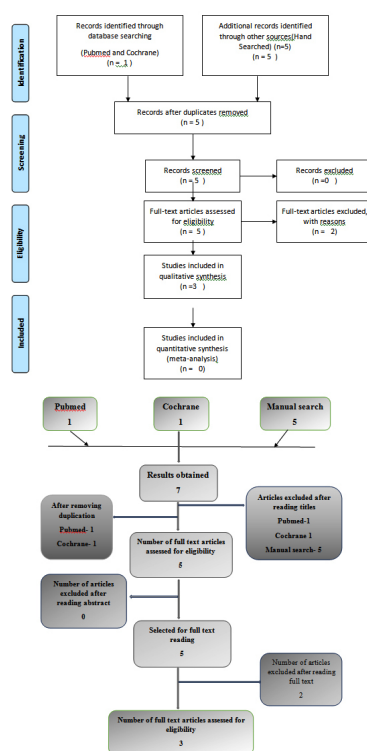 Identification
Records identified through
database searching
(Pubmed and Cochrane)
(n = 1 )
Additional records identified
through other sources(Hand
Searched) (n=5)
(n = 5 )
Records after duplicates removed
(n = 5 )
Screening
Records screened
(n = 5 )
Records excluded
(n =0 )
Eligibility
Full-text articles assessed
for eligibility
(n = 5 )
Full-text articles excluded,
with reasons
(n = 2)
Studies included in
qualitative synthesis
(n =3 )
Included
Studies included in
quantitative synthesis
(meta-analysis)
(n = 0)
Pubmed
1
Cochrane
1
Manual search
5
Results obtained
7
After removing
duplication
Pubmed- 1
Cochrane- 1
Articles excluded after
reading titles
Pubmed-1
Cochrane 1
Manual search- 5
Number of full text articles
assessed for eligibility
5
Number of articles
excluded after
reading abstract
0
Selected for full text
reading
5
Number of articles
excluded after reading
full text
2
Number of full text articles assessed for
eligibility
3